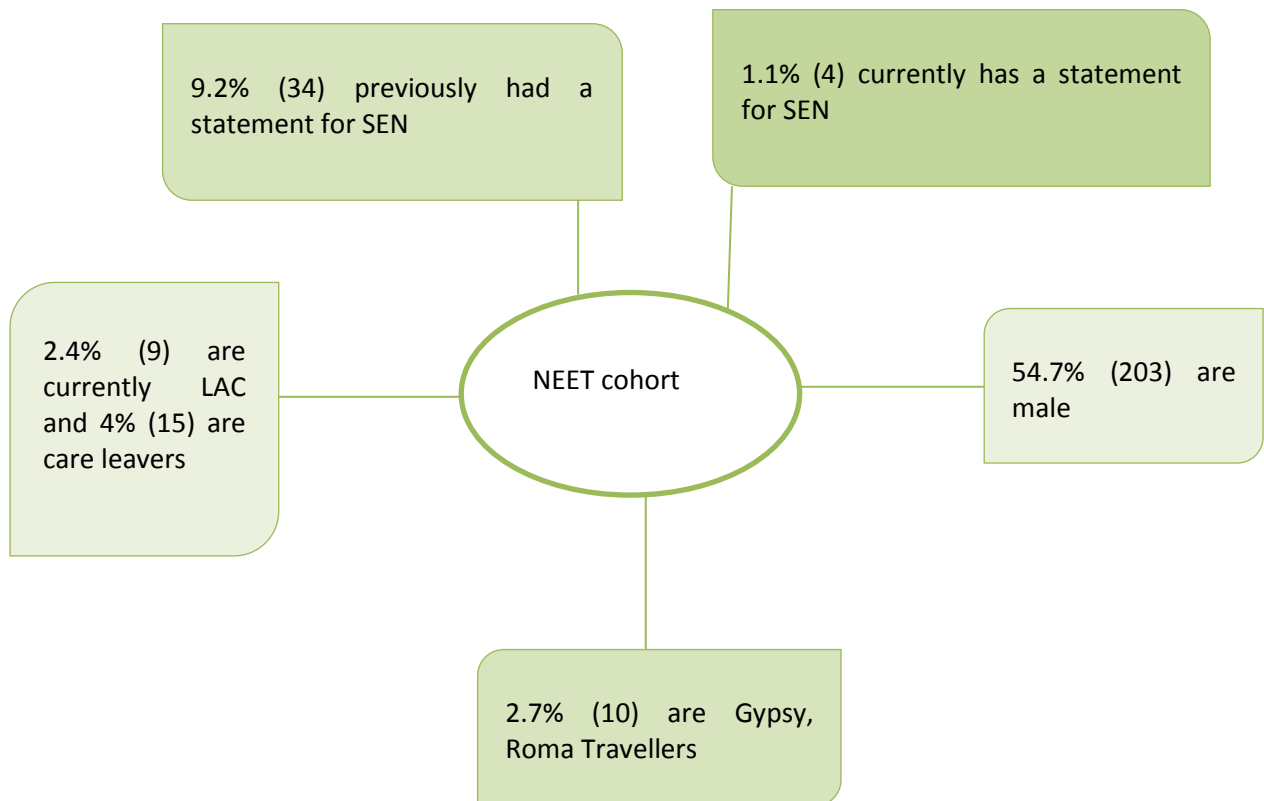 9.2% (34) previously had a
statement for SEN
1.1% (4) currently has a statement
for SEN
2.4% (9) are
currently LAC
and 4% (15) are
care leavers
NEET cohort
54.7% (203) are
male
2.7% (10) are Gypsy,
Roma Travellers